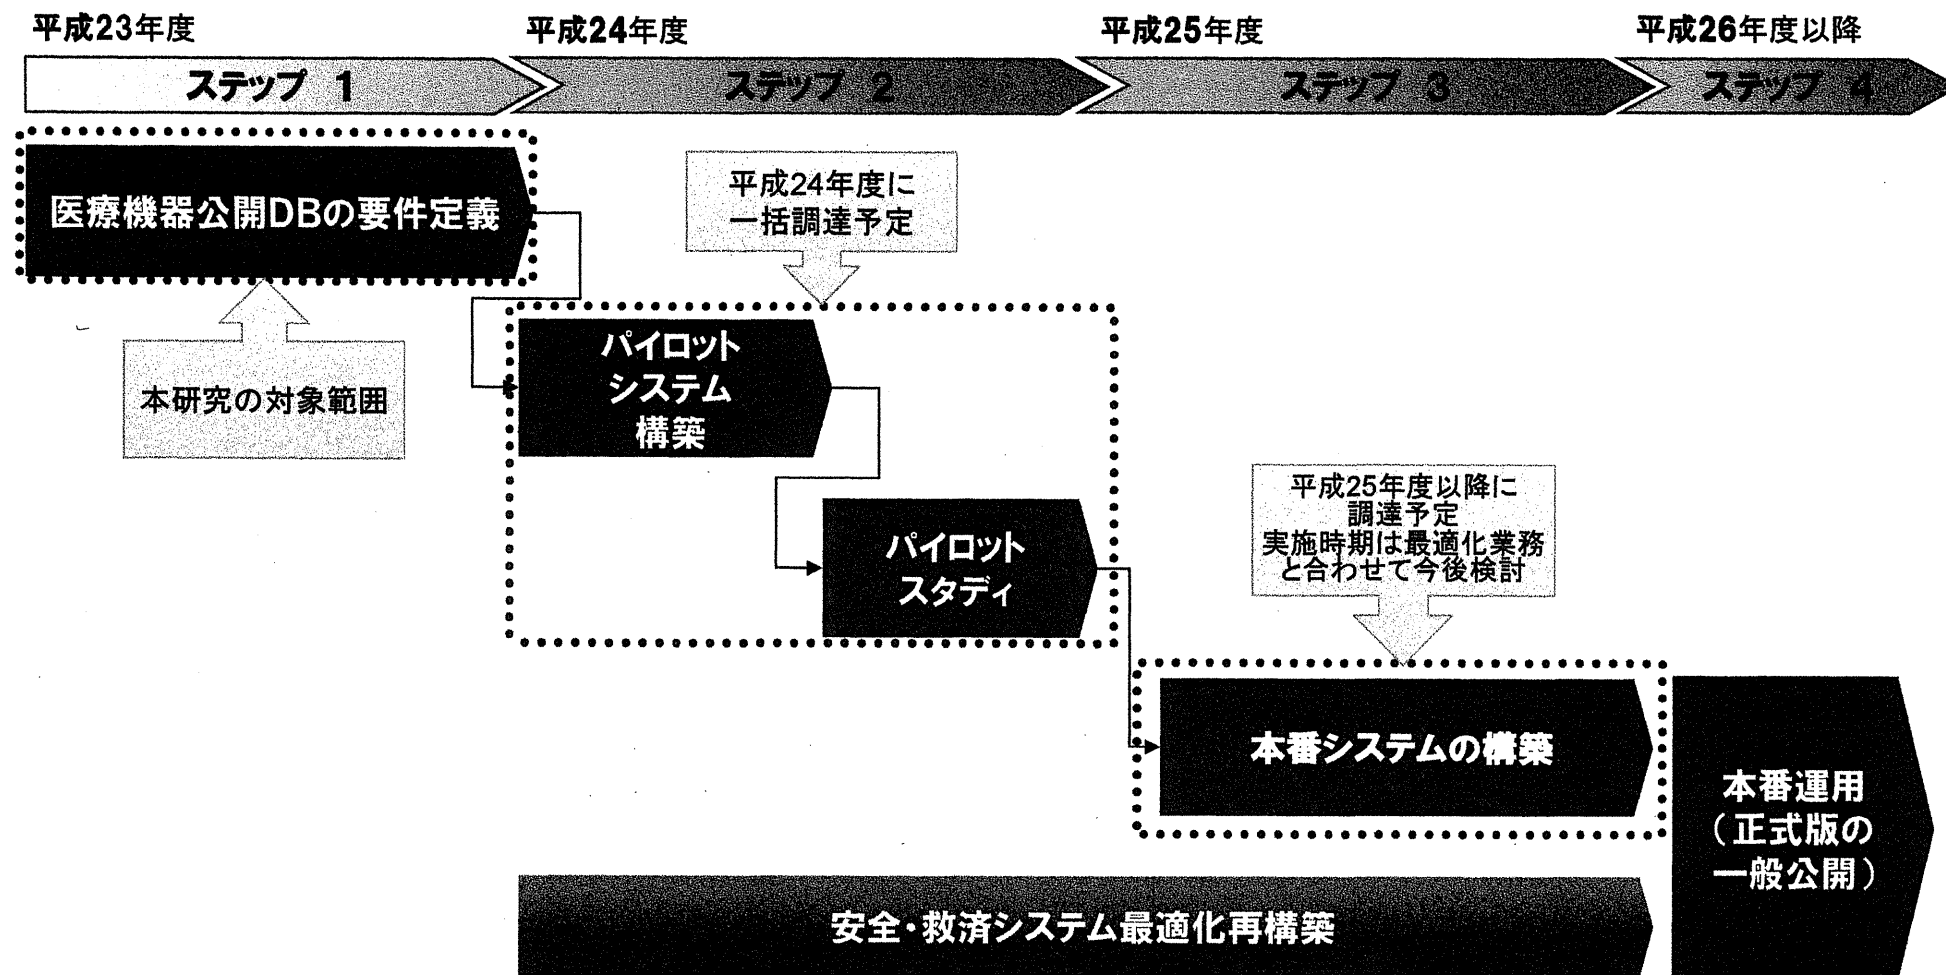 平成23年度
平成24年度
平成25年度
平成26年度以降
ステップ 1
ステップ 2
ステップ 3
ステップ 4
医療機器公開DBの要件定義
平成24年度に
一括調達予定
本研究の対象範囲
パイロット
システム
構築
パイロット
スタディ
平成25年度以降に
調達予定
実施時期は最適化業務
と合わせて今後検討
本番システムの構築
本番運用
(正式版の
一般公開)
安全・救済システム最適化再構築